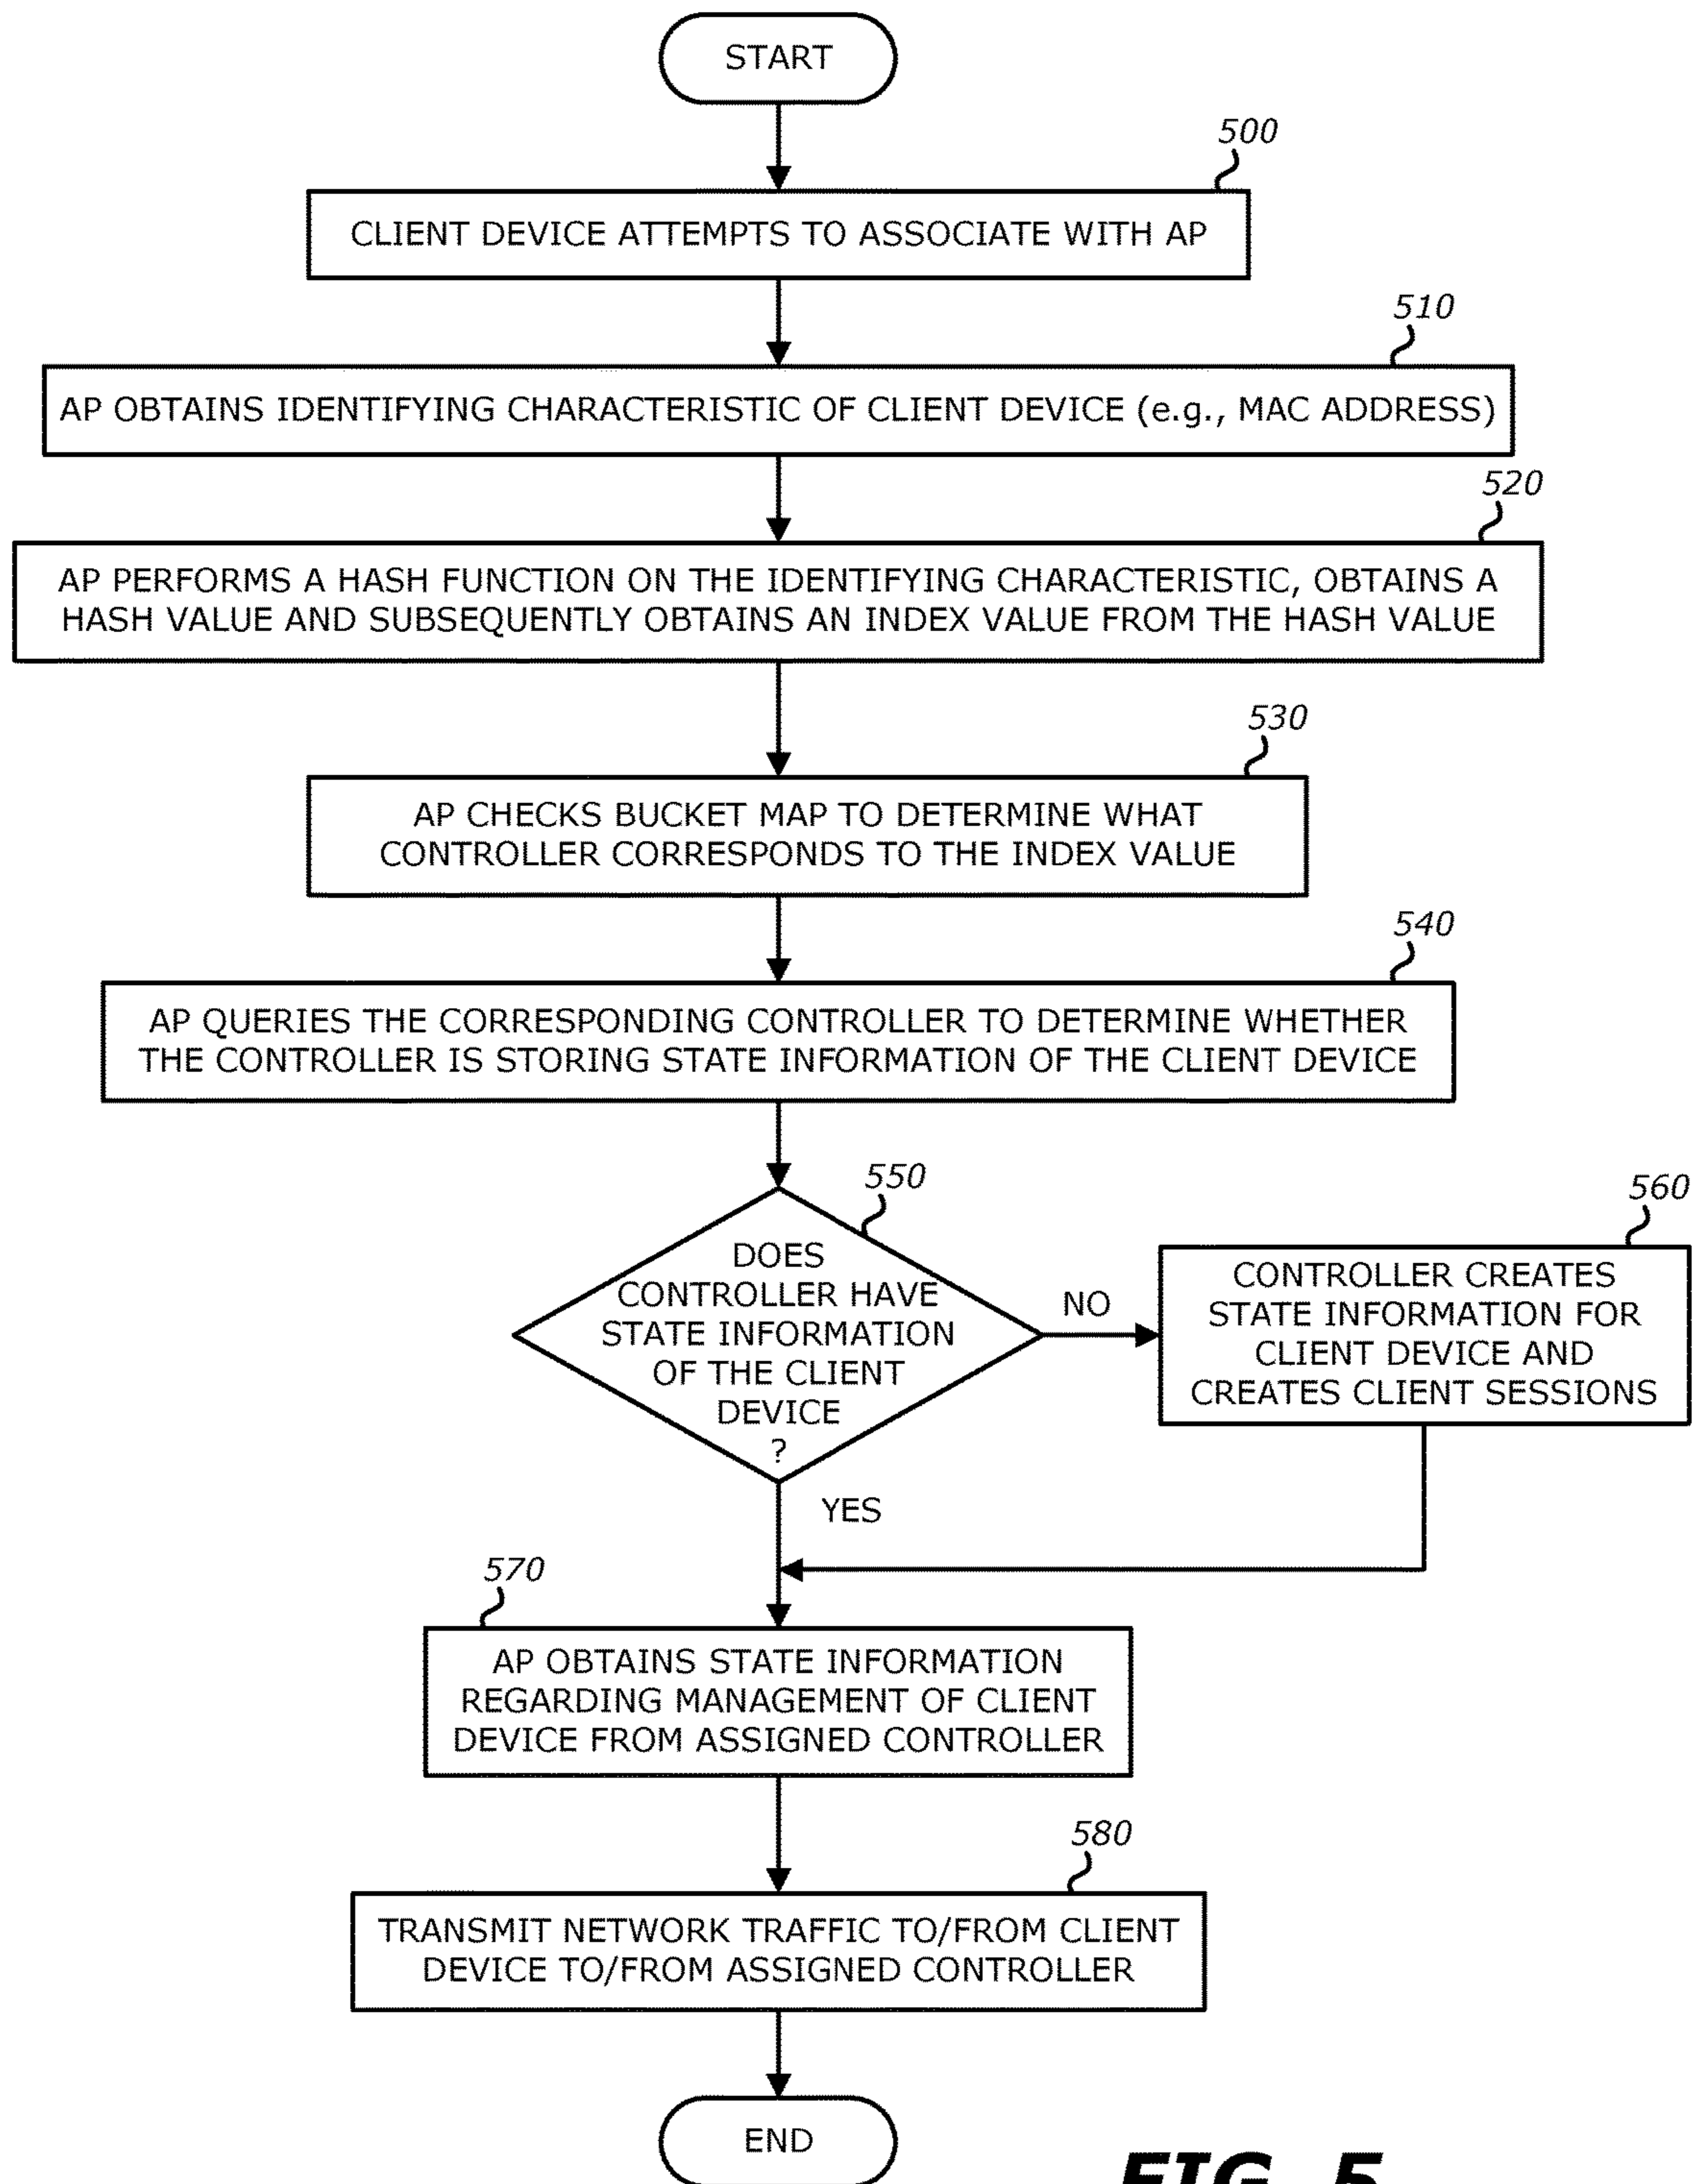 START
500
CLIENT DEVICE ATTEMPTS TO ASSOCIATE WITH AP
510
AP OBTAINS IDENTIFYING CHARACTERISTIC OF CLIENT DEVICE (e.g., MAC ADDRESS)
520
AP PERFORMS A HASH FUNCTION ON THE IDENTIFYING CHARACTERISTIC, OBTAINS A
HASH VALUE AND SUBSEQUENTLY OBTAINS AN INDEX VALUE FROM THE HASH VALUE
530
AP CHECKS BUCKET MAP TO DETERMINE WHAT
CONTROLLER CORRESPONDS TO THE INDEX VALUE
540
AP QUERIES THE CORRESPONDING CONTROLLER TO DETERMINE WHETHER
THE CONTROLLER IS STORING STATE INFORMATION OF THE CLIENT DEVICE
550
DOES
CONTROLLER HAVE
STATE INFORMATION
OF THE CLIENT
DEVICE
?
NO
560
CONTROLLER CREATES
STATE INFORMATION FOR
CLIENT DEVICE AND
CREATES CLIENT SESSIONS
YES
570
AP OBTAINS STATE INFORMATION
REGARDING MANAGEMENT OF CLIENT
DEVICE FROM ASSIGNED CONTROLLER
580
TRANSMIT NETWORK TRAFFIC TO/FROM CLIENT
DEVICE TO/FROM ASSIGNED CONTROLLER
END
FIG. 5